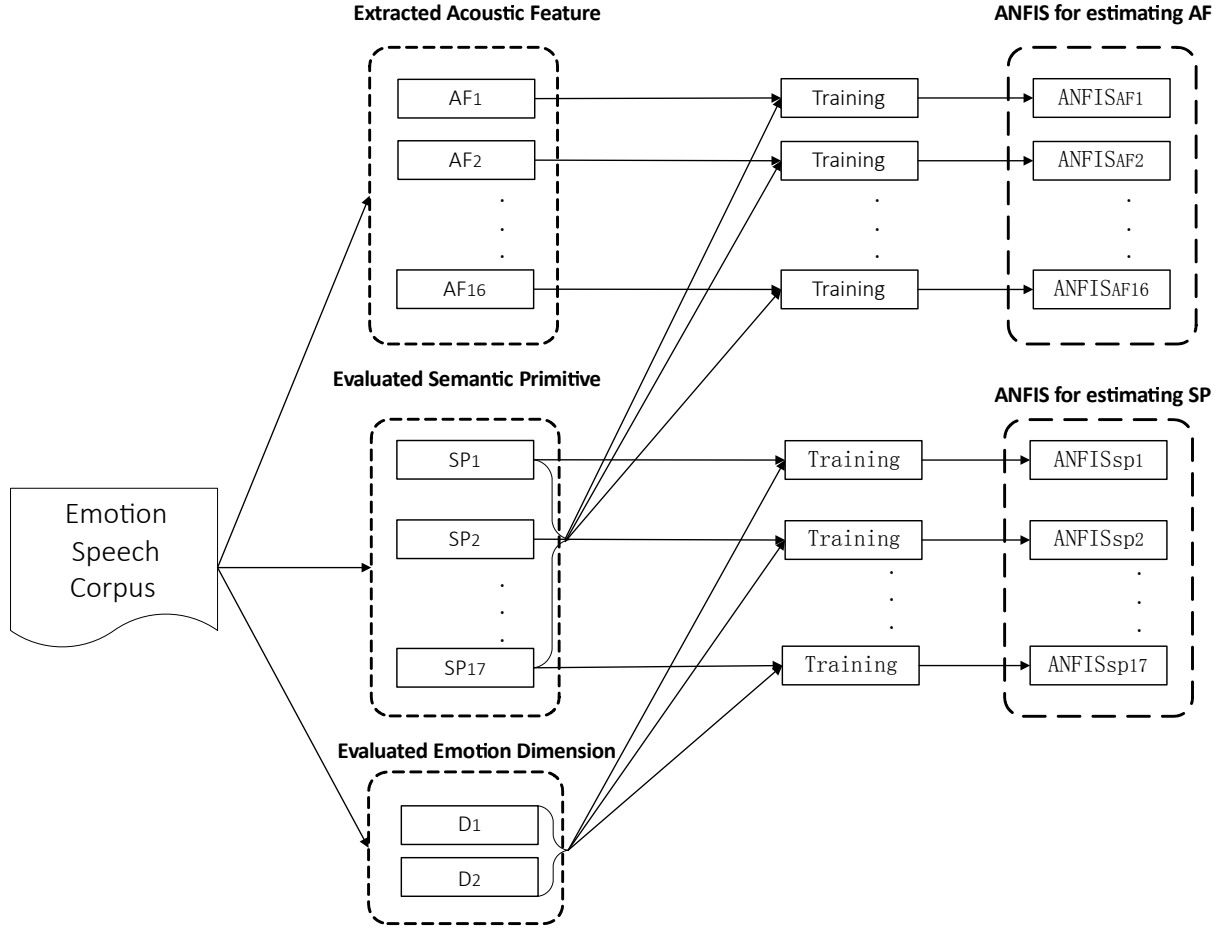 Extracted Acoustic Feature
ANFIS for estimating AF
AF1
Training
ANFISAF1
AF2
Training
ANFISAF2
AF16
Training
ANFISAF16
Evaluated Semantic Primitive
ANFIS for estimating SP
SP1
Training
ANFISsp1
Emotion
Speech
Corpus
SP2
Training
ANFISsp2
SP17
Training
ANFISsp17
Evaluated Emotion Dimension
D1
D2